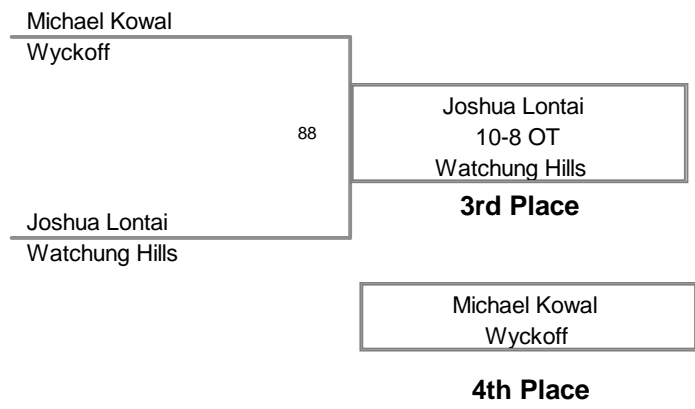 Michael Kowal
Wyckoff
88
Joshua Lontai
10-8 OT
Watchung Hills
3rd Place
Joshua Lontai
Watchung Hills
Michael Kowal
Wyckoff
4th Place